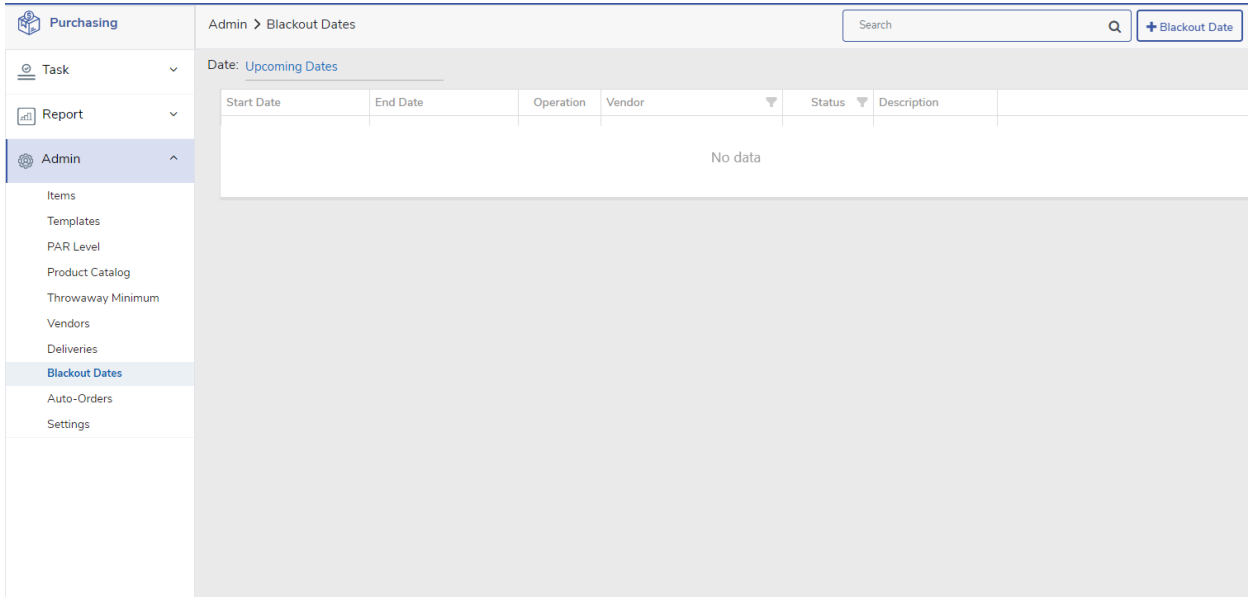 Purchasing
Admin > Blackout Dates
Search
+ Blackout Date
Task
Report
Admin
Items
Templates
PAR Level
Product Catalog
Throwaway Minimum
Vendors
Deliveries
Blackout Dates
Auto-Orders
Settings
Date: Upcoming Dates
Start Date End Date Operation Vendor Status Description
No data